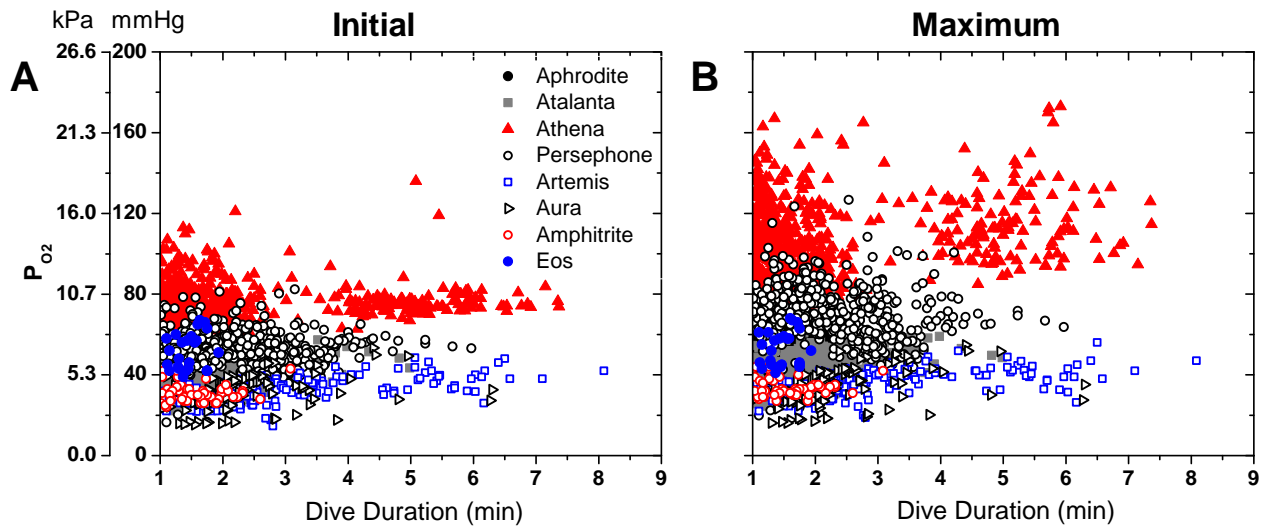 kPa mmHg Initial Maximum
A B
26.6 200
21.3 160
16.0 120
10.7 80
5.3 40
0.0 0
PO2
Aphrodite
Atalanta
Athena
Persephone
Artemis
Aura
Amphitrite
Eos
1 2 3 4 5 6 7 8 9
1 2 3 4 5 6 7 8 9
Dive Duration (min)
Dive Duration (min)